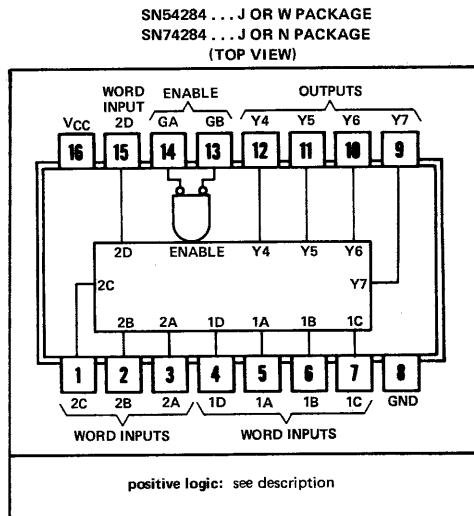 SN54284 . . . J OR W PACKAGE
SN74284 . . . J OR N PACKAGE
(TOP VIEW)
WORD INPUT ENABLE OUTPUTS
VCC 2D GA GB Y4 Y5 Y6 Y7
16 15 14 13 12 11 10 9
2D ENABLE Y4 Y5 Y6
2C Y7
2B 2A 1D 1A 1B 1C
1 2 3 4 5 6 7 8
2C 2B 2A 1D 1A 1B 1C GND
WORD INPUTS WORD INPUTS
positive logic: see description